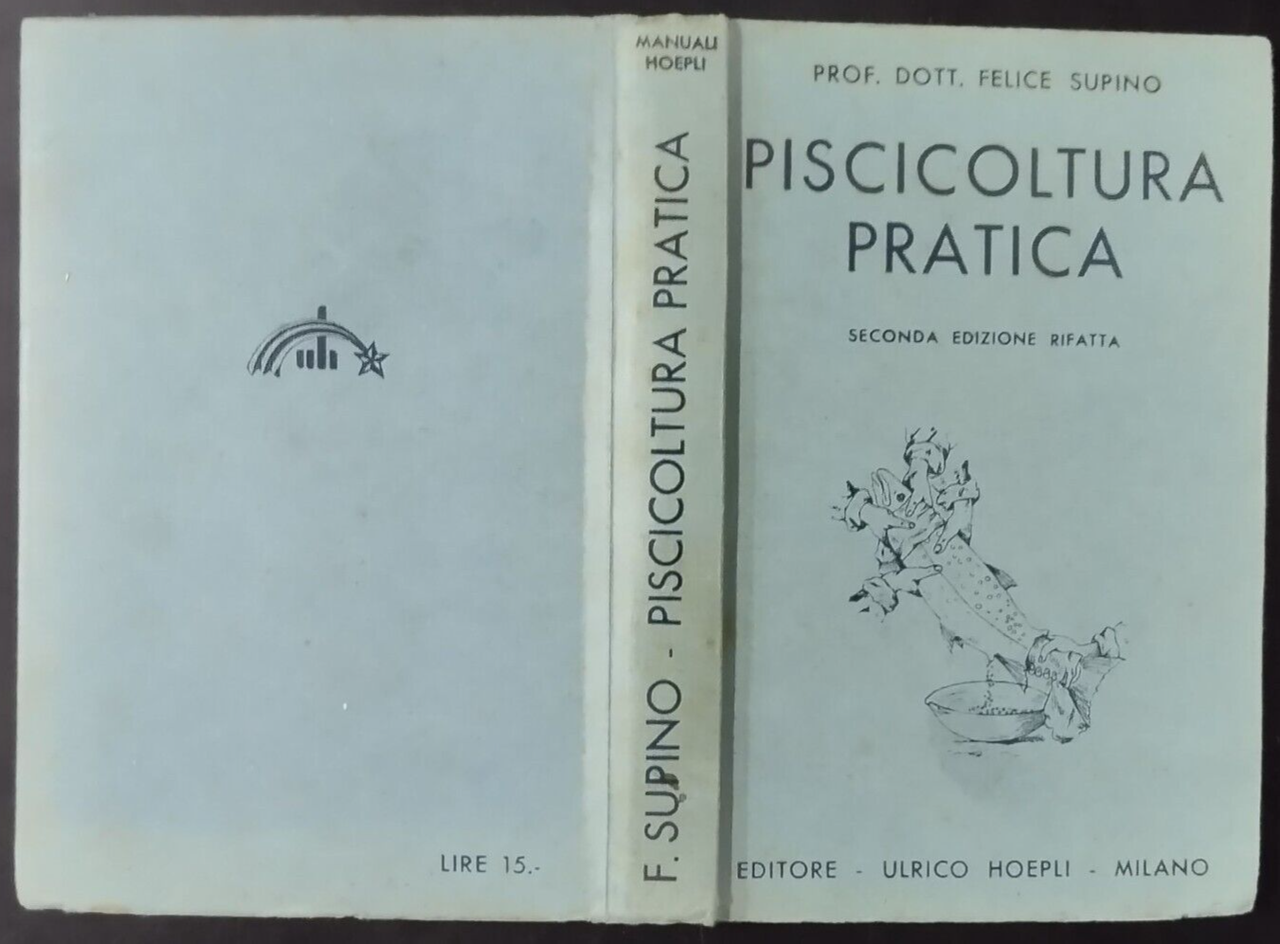 uh
LIRE 15.-
MANUALI
HOEPLI
F. SUPINO - PISCICOLTURA PRATICA
PROF. DOTT. FELICE SUPINO
PISCICOLTURA
PRATICA
SECONDA EDIZIONE RIFATTA
EDITORE - ULRICO HOEPLI - MILANO